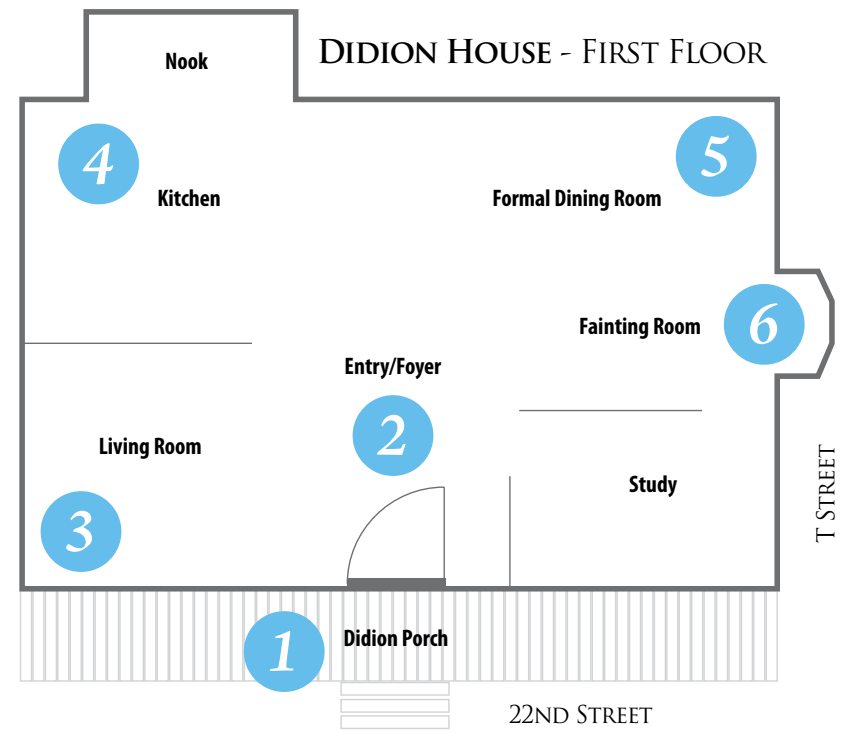 Didion House - First Floor
Nook
4
5
Kitchen
Formal Dining Room
Fainting Room
6
Entry/Foyer
2
Living Room
Study
T Street
3
1
Didion Porch
22nd Street